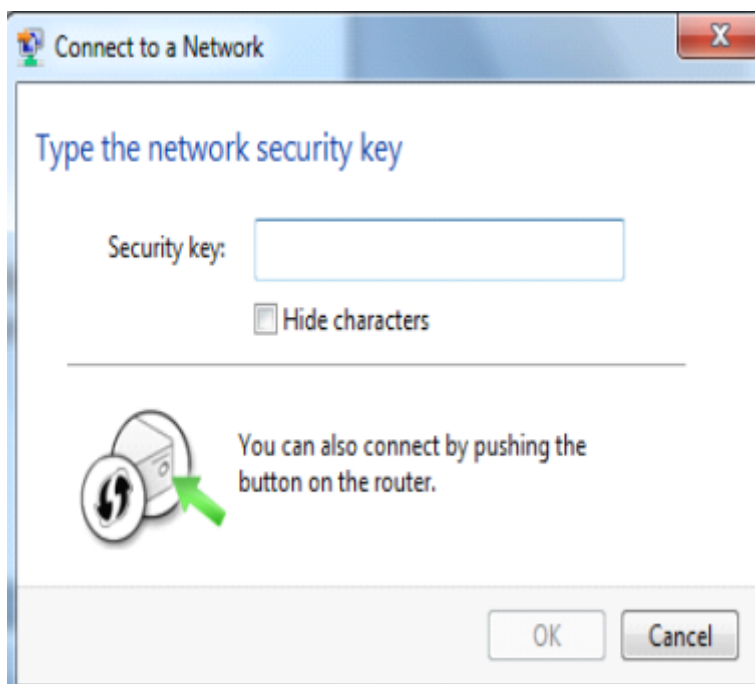 Connect to a Network
Type the network security key
Security key:
Hide characters
You can also connect by pushing the
button on the router.
OK
Cancel